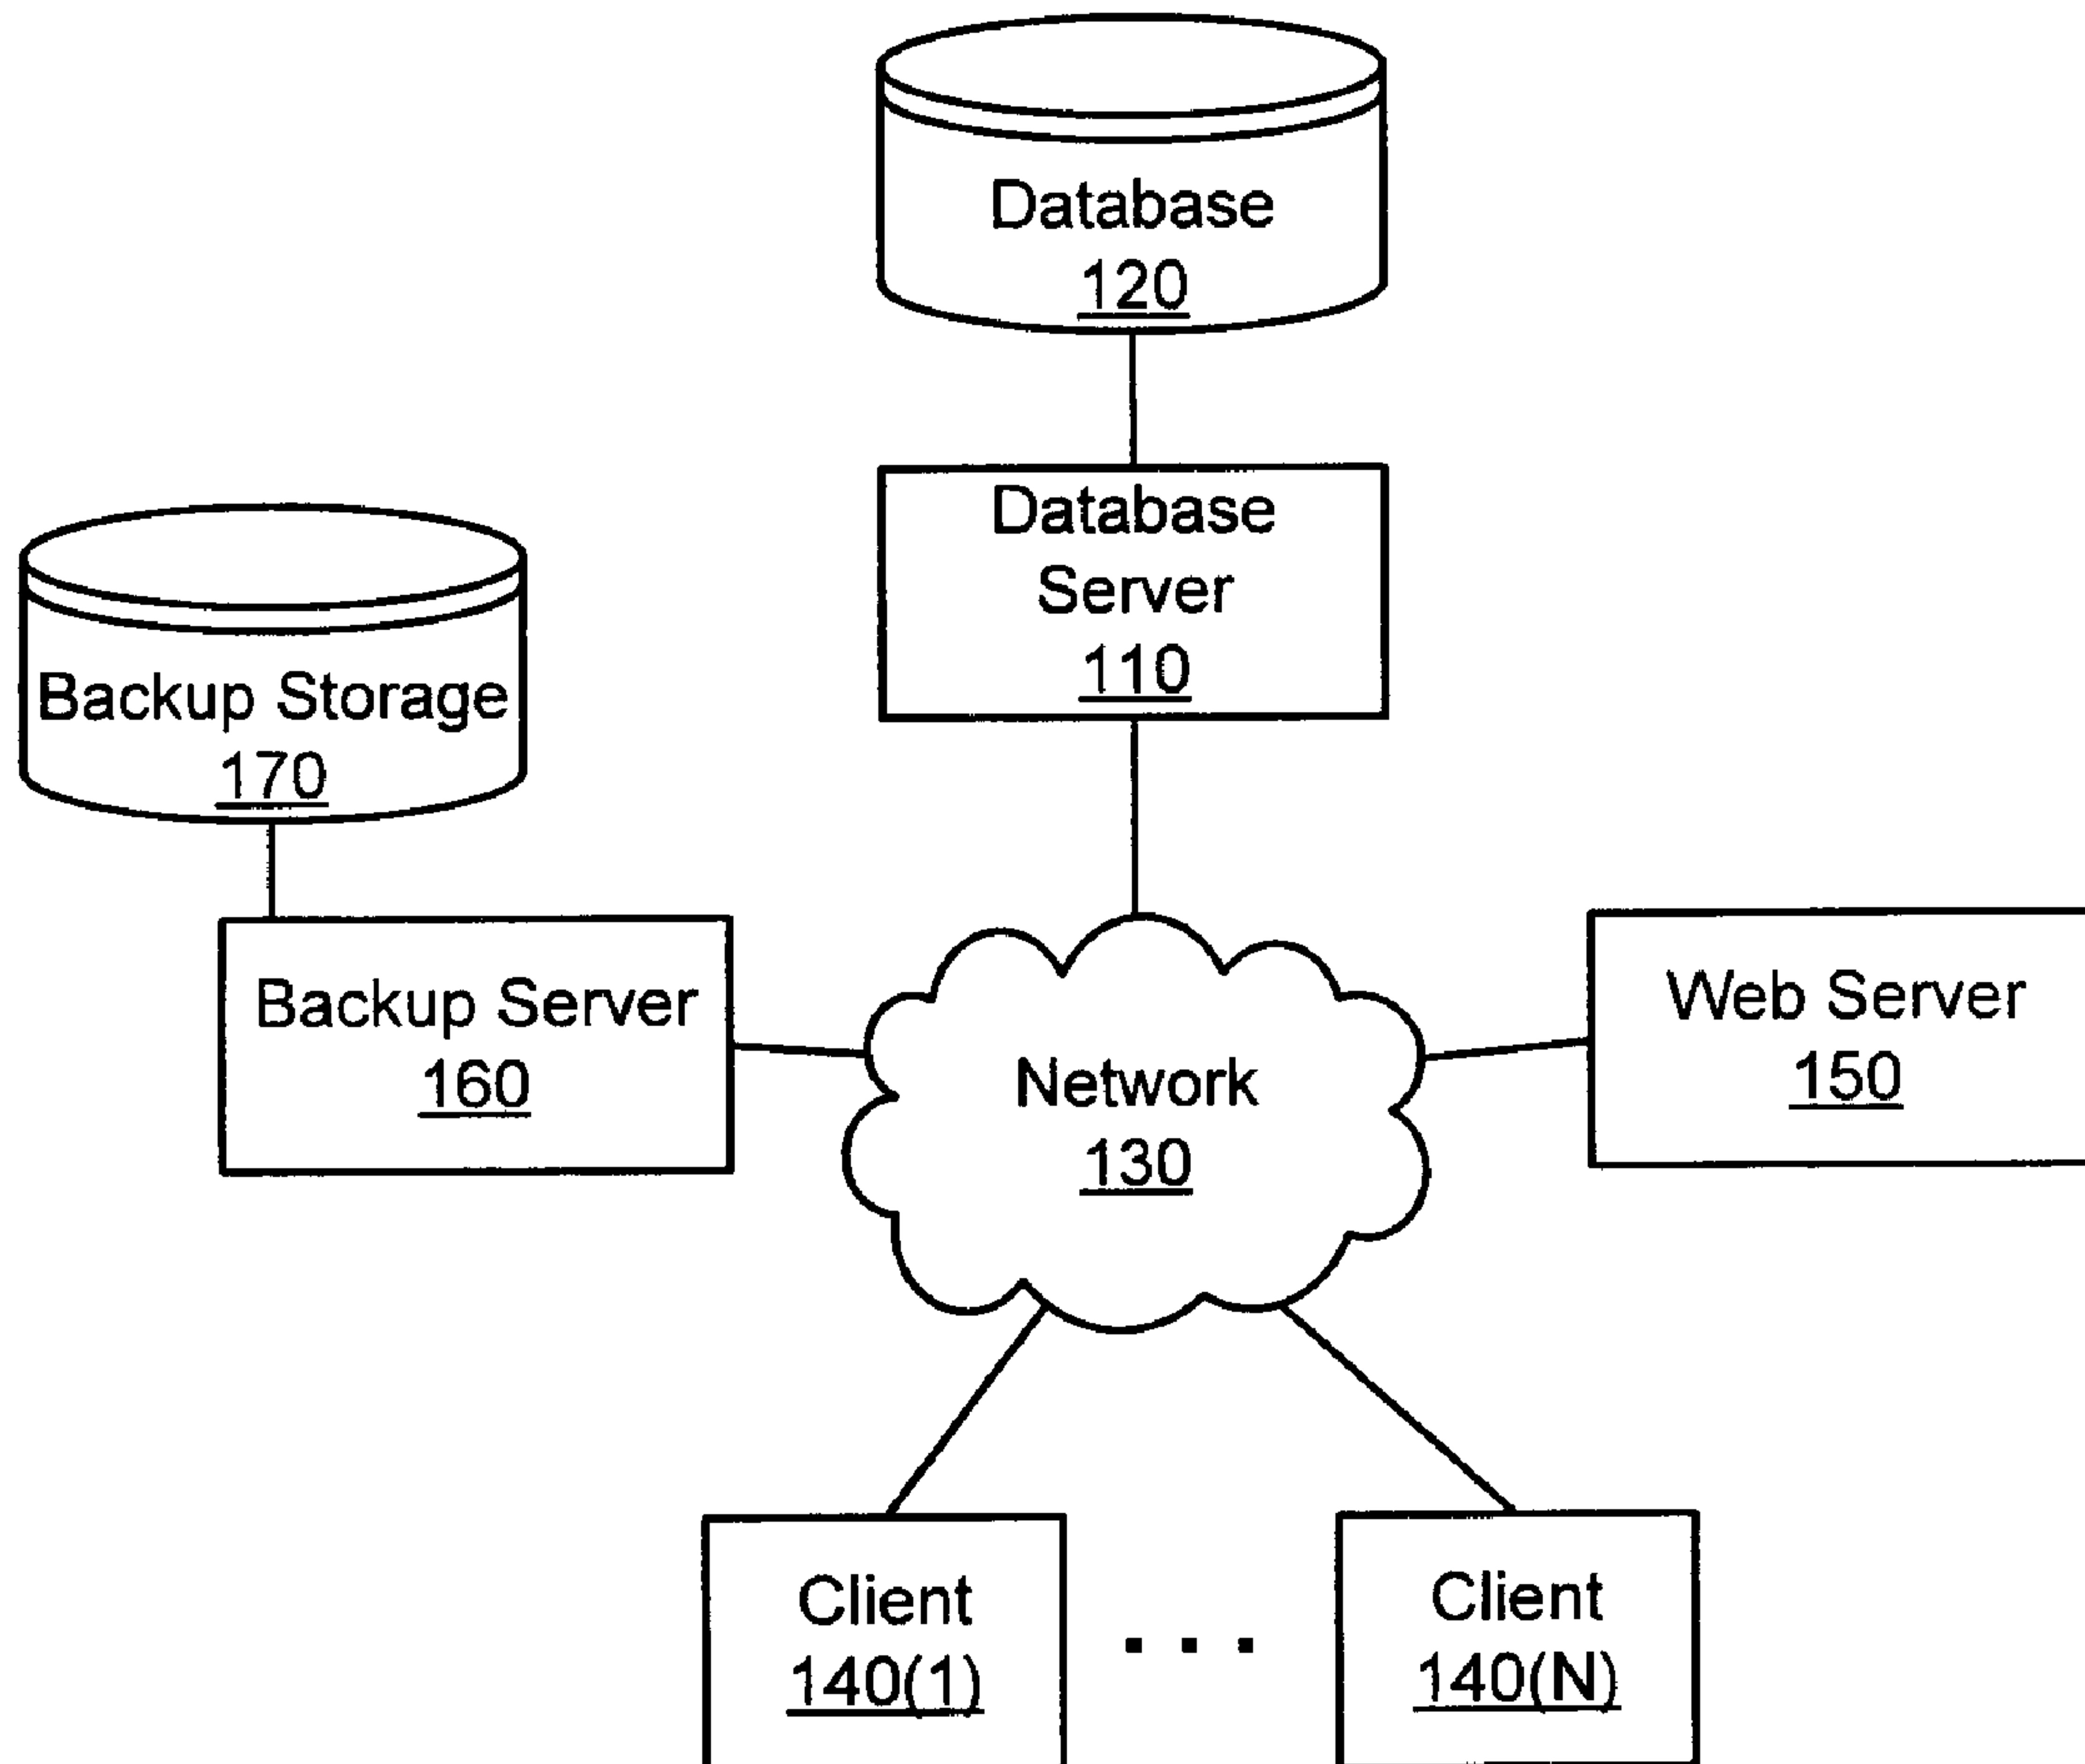 Database
120
Database
Server
110
Backup Storage
170
Backup Server
160
Network
130
Web Server
150
Client
140(1)
. . .
Client
140(N)